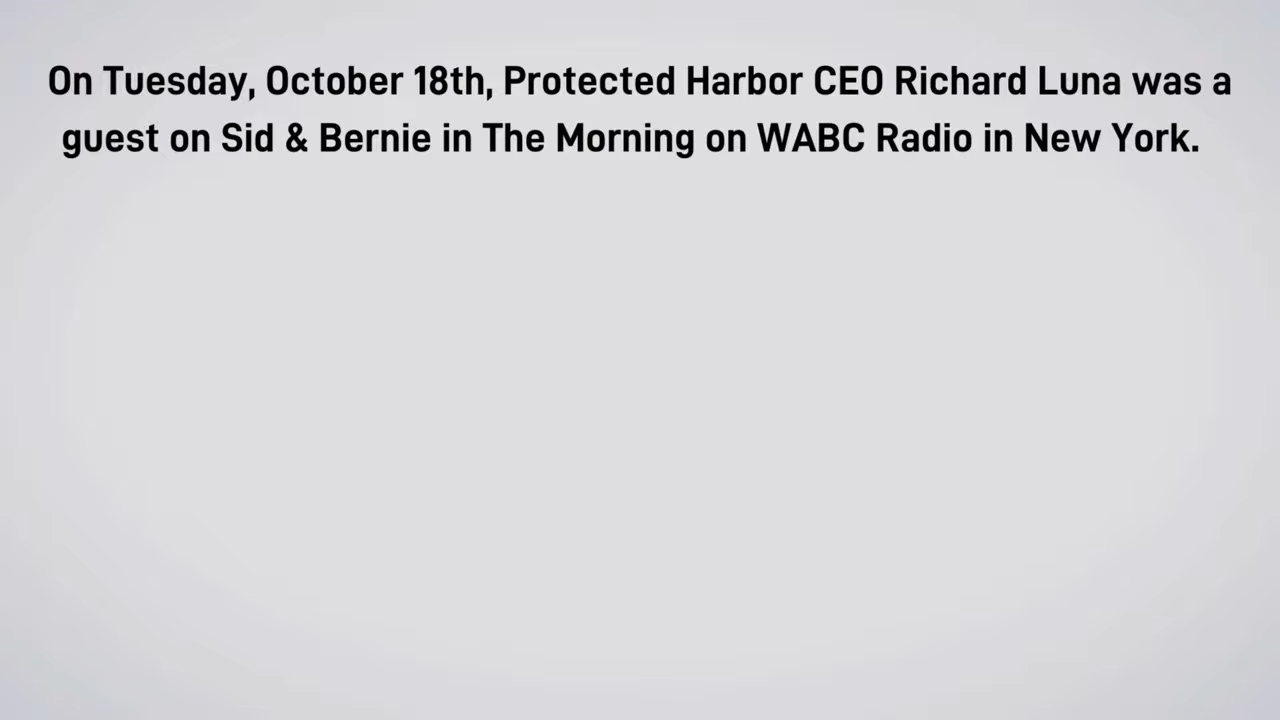 On Tuesday, October 18th, Protected Harbor CEO Richard Luna was a
guest on Sid & Bernie in The Morning on WABC Radio in New York.